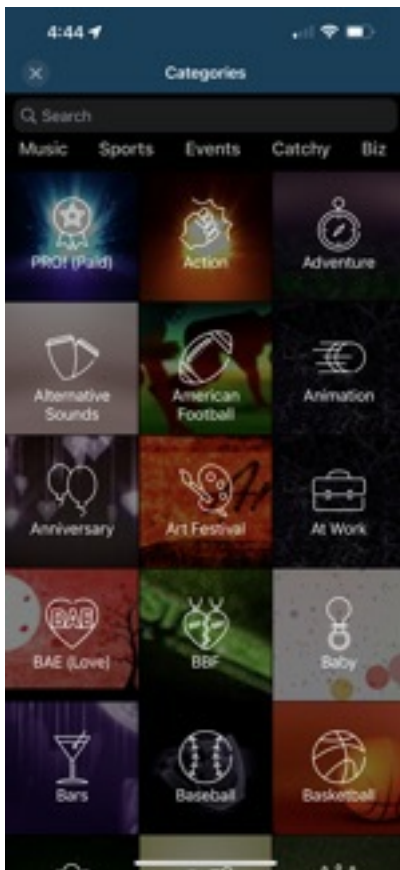 4:44
Categories
Search
Music Sports Events Catchy Biz
PRO! (Paid)
Action
Adventure
Alternative
Sounds
American
Football
Animation
Anniversary
Art Festival
At Work
BAE
BAE (Love)
BBF
Baby
Bars
Baseball
Basketball